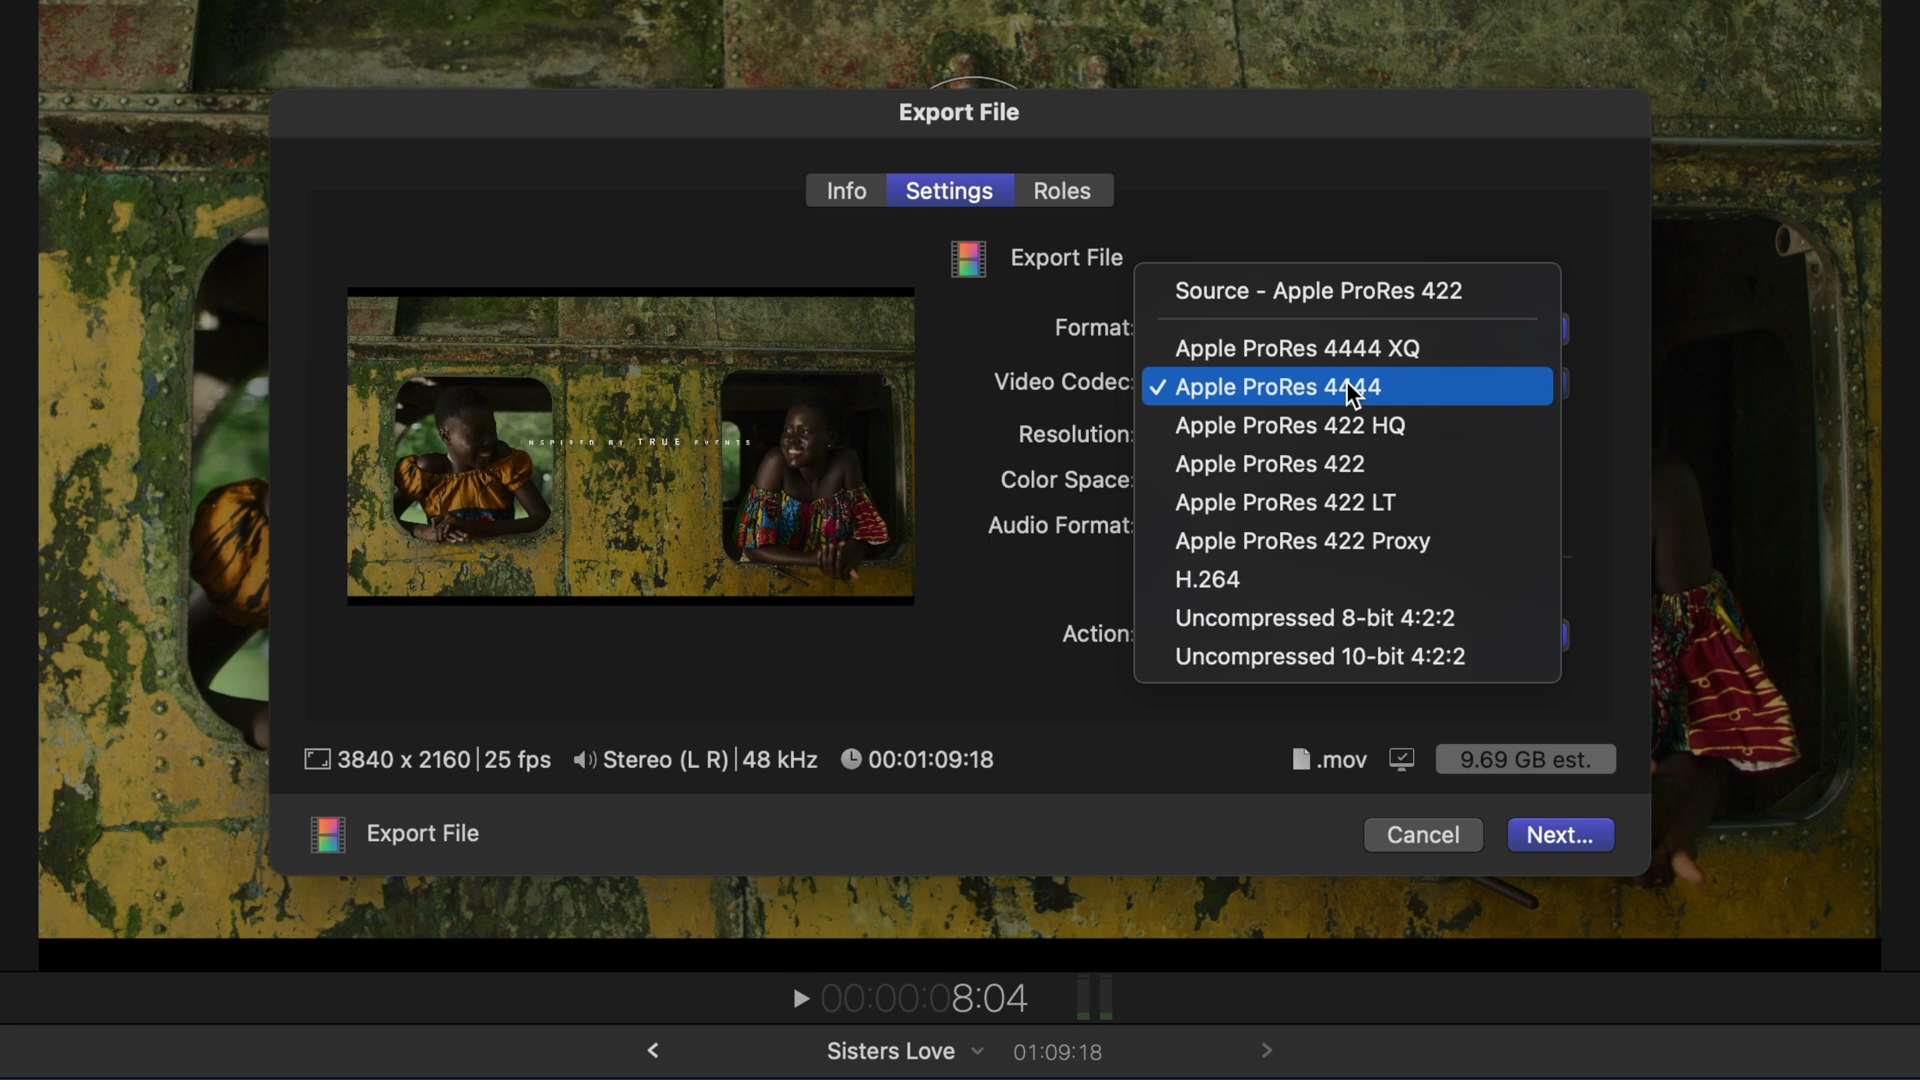 Export File
Info
Settings
Roles
Export File
Format:
Video Codec:
Resolution:
Color Space:
Audio Format:
Action:
Source - Apple ProRes 422
Apple ProRes 4444 XQ
✓ Apple ProRes 4444
Apple ProRes 422 HQ
Apple ProRes 422
Apple ProRes 422 LT
Apple ProRes 422 Proxy
H.264
Uncompressed 8-bit 4:2:2
Uncompressed 10-bit 4:2:2
NSPIRED BY TRUE EVENTS
3840 x 2160 | 25 fps
Stereo (L R) | 48 kHz
00:01:09:18
.mov
9.69 GB est.
Export File
Cancel
Next...
00:00:08:04
Sisters Love
01:09:18